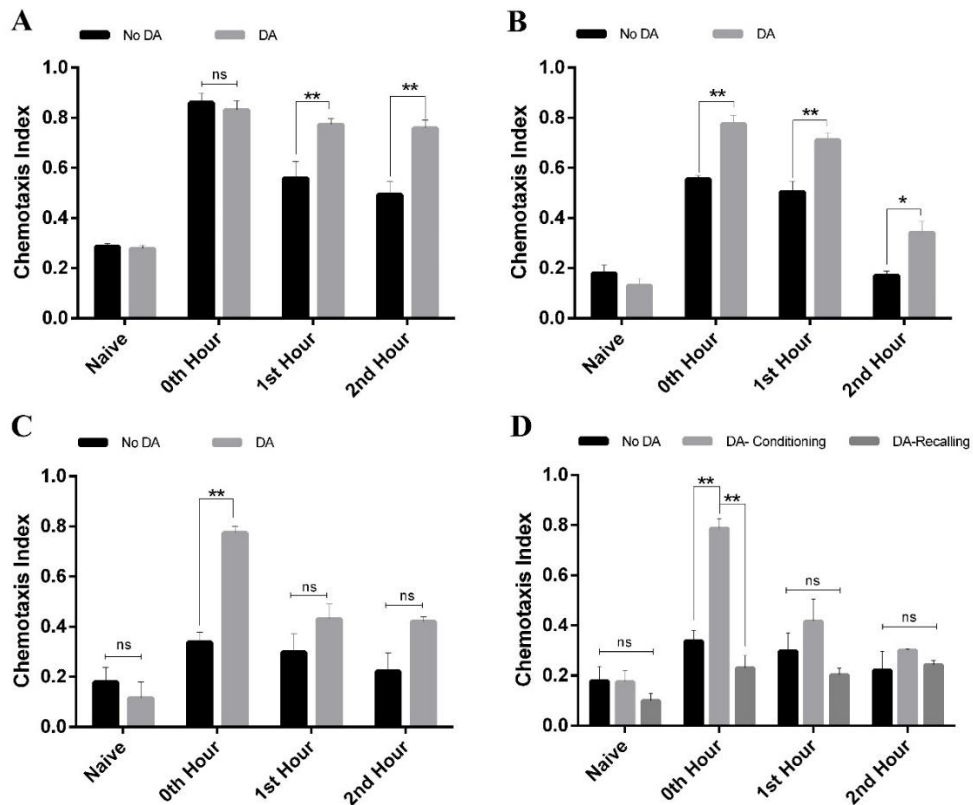 A
No DA DA
Chemotaxis Index
1.0
0.8
0.6
0.4
0.2
0.0
ns
**
**
Naive
0th Hour
1st Hour
2nd Hour
B
No DA DA
Chemotaxis Index
1.0
0.8
0.6
0.4
0.2
0.0
**
**
*
Naive
0th Hour
1st Hour
2nd Hour
C
No DA DA
Chemotaxis Index
1.0
0.8
0.6
0.4
0.2
0.0
ns
**
ns
ns
Naive
0th Hour
1st Hour
2nd Hour
D
No DA DA- Conditioning DA-Recalling
Chemotaxis Index
1.0
0.8
0.6
0.4
0.2
0.0
ns
**
**
ns
ns
Naive
0th Hour
1st Hour
2nd Hour